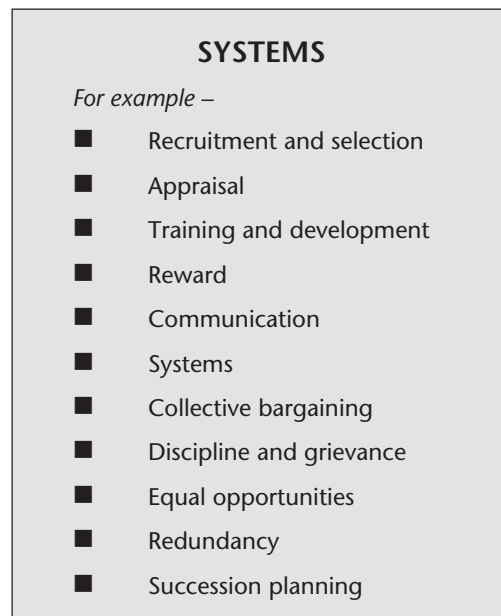 SYSTEMS
For example –
■ Recruitment and selection
■ Appraisal
■ Training and development
■ Reward
■ Communication
■ Systems
■ Collective bargaining
■ Discipline and grievance
■ Equal opportunities
■ Redundancy
■ Succession planning